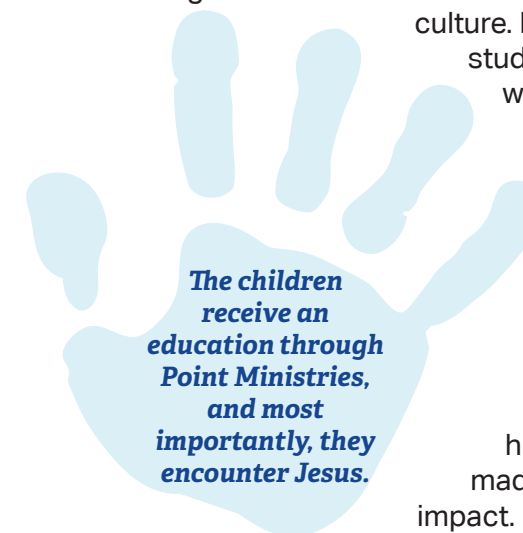 culture.
The children
receive an
education through
Point Ministries,
and most
importantly, they
encounter Jesus.
impact.